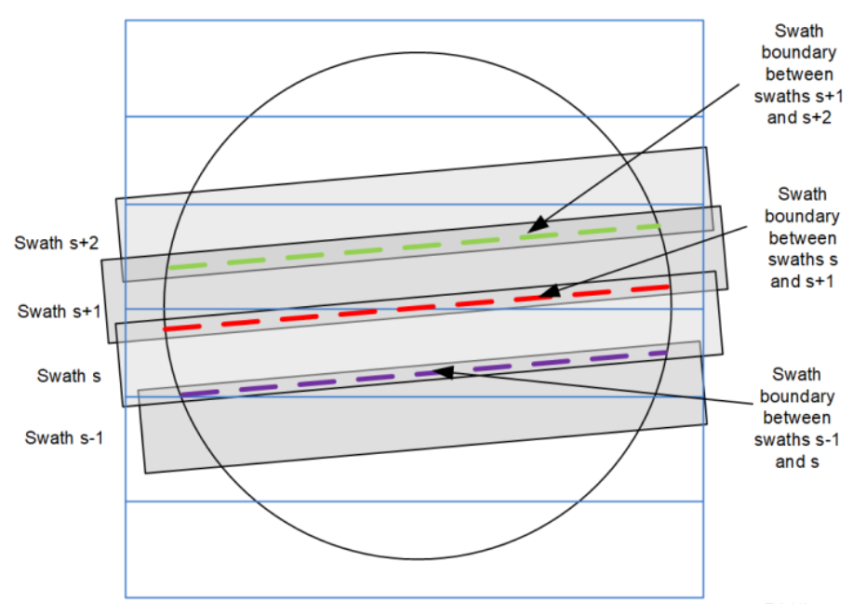 Swath
boundary
between
swaths s+1
and s+2
Swath
boundary
between
swaths s
and s+1
Swath s+2
Swath s+1
Swath s
Swath s-1
Swath
boundary
between
swaths s-1
and s